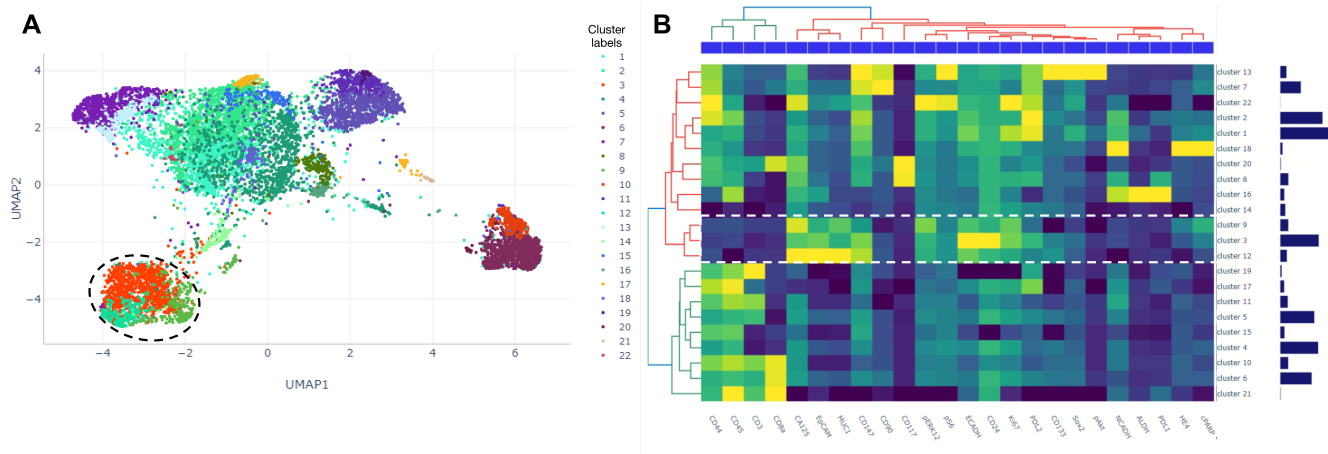 A
B
Cluster
labels
1
2
3
4
5
6
7
8
9
10
11
12
13
14
15
16
17
18
19
20
21
22
4
2
0
−2
−4
UMAP2
−4
−2
0
2
4
6
UMAP1
cluster 13
cluster 7
cluster 22
cluster 2
cluster 1
cluster 18
cluster 20
cluster 8
cluster 16
cluster 14
cluster 9
cluster 3
cluster 12
cluster 19
cluster 17
cluster 11
cluster 5
cluster 15
cluster 4
cluster 10
cluster 6
cluster 21
CD44
CD45
CD3
CD8a
CA125
EpCAM
MUC1
CD147
CD90
CD117
pERK12
pS6
ECADH
CD24
Ki67
PDL2
CD133
Sox2
pAkt
NCADH
ALDH
PDL1
HE4
cPARP